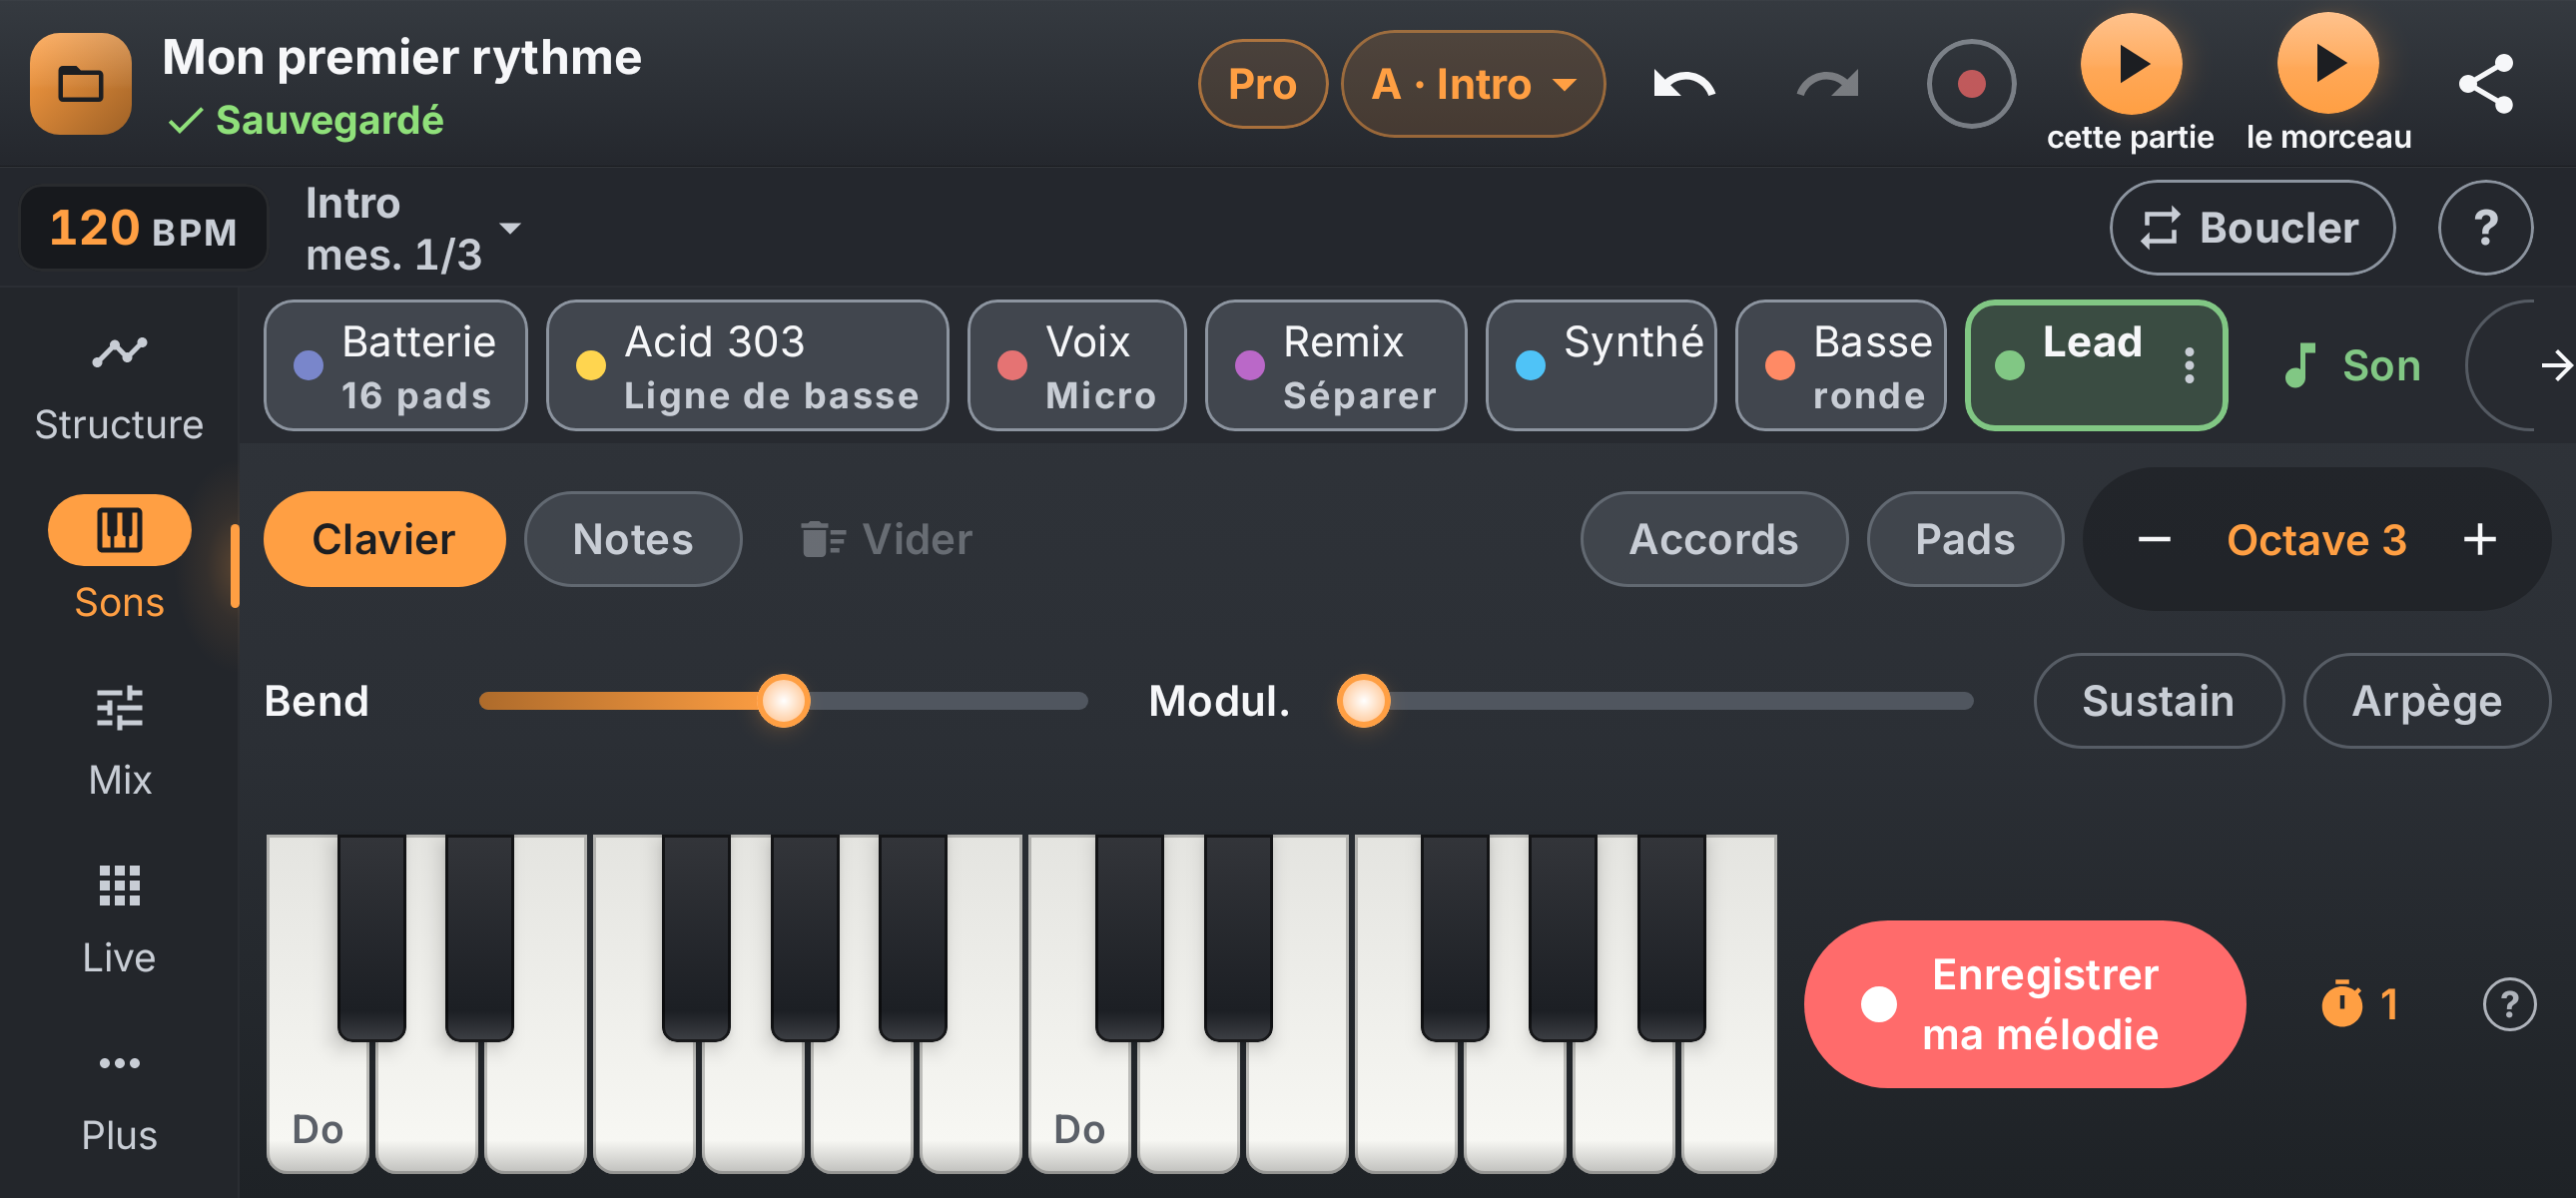 Mon premier rythme
Sauvegardé
Pro
A · Intro
cette partie
le morceau
120 BPM
Intro
mes. 1/3
Boucler
?
Structure
Sons
Mix
Live
Plus
Batterie
16 pads
Acid 303
Ligne de basse
Voix
Micro
Remix
Séparer
Synthé
Basse
ronde
Lead
Son
Clavier
Notes
Vider
Accords
Pads
Octave 3
Bend
Modul.
Sustain
Arpège
Do
Do
Enregistrer
ma mélodie
1
?